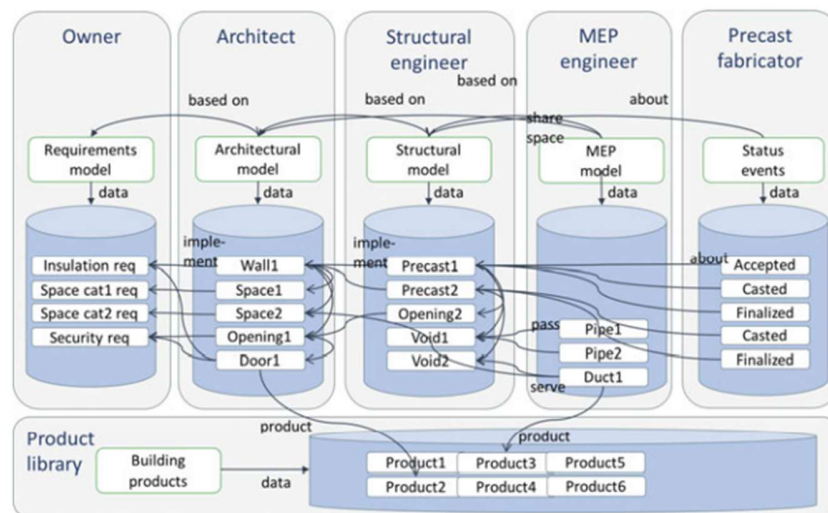 Owner
Architect
Structural
engineer
MEP
engineer
Precast
fabricator
based on
based on
based on
share
space
about
Requirements
model
Architectural
model
Structural
model
MEP
model
Status
events
data
data
data
data
data
imple-
ment
imple-
ment
about
Insulation req
Space cat1 req
Space cat2 req
Security req
Wall1
Space1
Space2
Opening1
Door1
Precast1
Precast2
Opening2
Void1
Void2
pass
Pipe1
Pipe2
Duct1
serve
Accepted
Casted
Finalized
Casted
Finalized
product
product
Product
library
Building
products
data
Product1 Product3 Product5
Product2 Product4 Product6